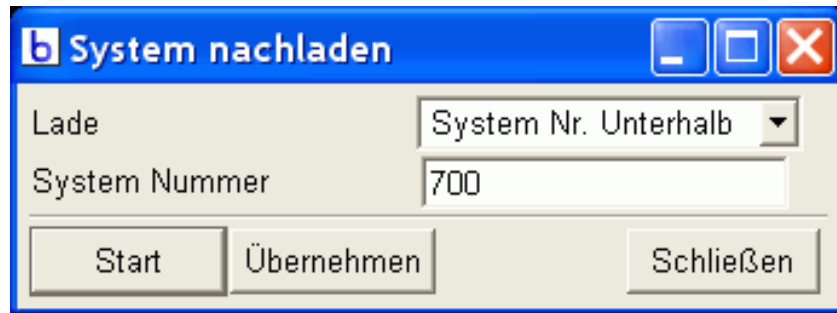 b System nachladen
Lade System Nr. Unterhalb
System Nummer 700
Start Übernehmen Schließen